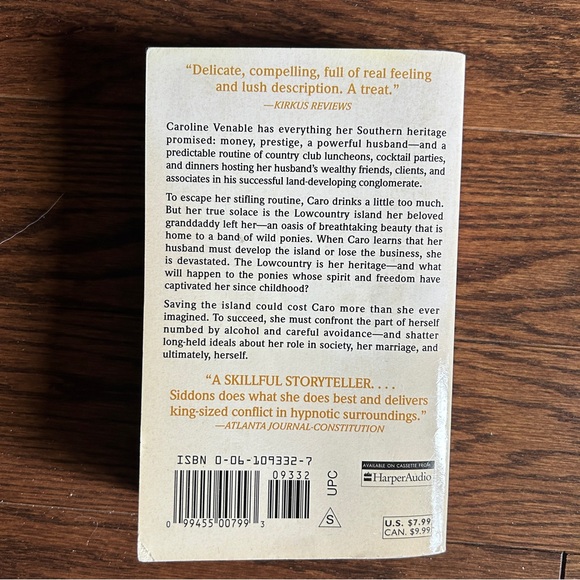 “Delicate, compelling, full of real feeling
and lush description. A treat.”
—KIRKUS REVIEWS
Caroline Venable has everything her Southern heritage
promised: money, prestige, a powerful husband—and a
predictable routine of country club luncheons, cocktail parties,
and dinners hosting her husband’s wealthy friends, clients, and
associates in his successful land-developing conglomerate.
To escape her stifling routine, Caro drinks a little too much.
But her true solace is the Lowcountry island her beloved
granddaddy left her—an oasis of breathtaking beauty that is
home to a band of wild ponies. When Caro learns that her
husband must develop the island or lose the business, she
is devastated. The Lowcountry is her heritage—and what
will happen to the ponies whose spirit and freedom have
captivated her since childhood?
Saving the island could cost Caro more than she ever
imagined. To succeed, she must confront the part of herself
numbed by alcohol and careful avoidance—and shatter
long-held ideals about her role in society, her marriage, and
ultimately, herself.
“A SKILLFUL STORYTELLER. . . .
Siddons does what she does best and delivers
king-sized conflict in hypnotic surroundings.”
—ATLANTA JOURNAL-CONSTITUTION
ISBN 0-06-109332-7
09332
0 99455 00799 3
UPC
S
AVAILABLE ON CASSETTE FROM
HarperAudio
U.S. $7.99
CAN. $9.99